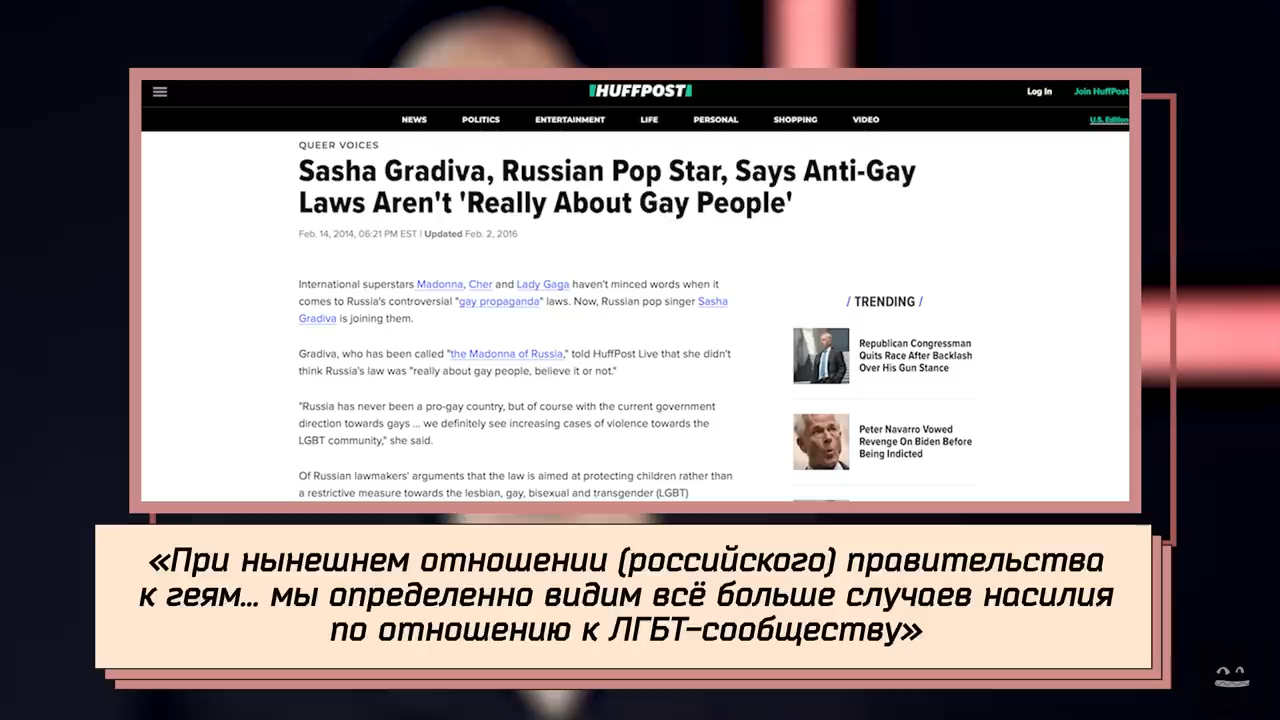 HUFFPOST
Log In
Join HuffPost
NEWS
POLITICS
ENTERTAINMENT
LIFE
PERSONAL
SHOPPING
VIDEO
U.S. Edition
QUEER VOICES
Sasha Gradiva, Russian Pop Star, Says Anti-Gay
Laws Aren't 'Really About Gay People'
Feb. 14, 2014, 06:21 PM EST | Updated Feb. 2, 2016
International superstars Madonna, Cher and Lady Gaga haven't minced words when it
comes to Russia's controversial "gay propaganda" laws. Now, Russian pop singer Sasha
Gradiva is joining them.
Gradiva, who has been called "the Madonna of Russia," told HuffPost Live that she didn't
think Russia's law was "really about gay people, believe it or not."
"Russia has never been a pro-gay country, but of course with the current government
direction towards gays ... we definitely see increasing cases of violence towards the
LGBT community," she said.
Of Russian lawmakers' arguments that the law is aimed at protecting children rather than
a restrictive measure towards the lesbian, gay, bisexual and transgender (LGBT)
/ TRENDING /
Republican Congressman
Quits Race After Backlash
Over His Gun Stance
Peter Navarro Vowed
Revenge On Biden Before
Being Indicted
«При нынешнем отношении (российского) правительства
к геям... мы определенно видим всё больше случаев насилия
по отношению к ЛГБТ-сообществу»